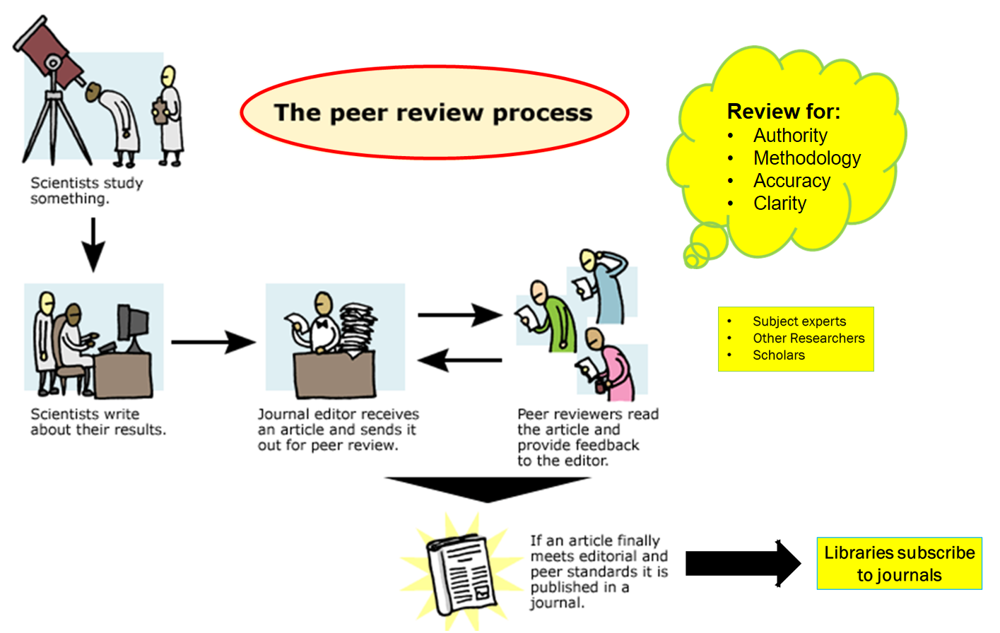 The peer review process
Review for:
• Authority
• Methodology
• Accuracy
• Clarity
Scientists study
something.
• Subject experts
• Other Researchers
• Scholars
Scientists write
about their results.
Journal editor receives
an article and sends it
out for peer review.
Peer reviewers read
the article and
provide feedback
to the editor.
If an article finally
meets editorial and
peer standards it is
published in a
journal.
Libraries subscribe
to journals